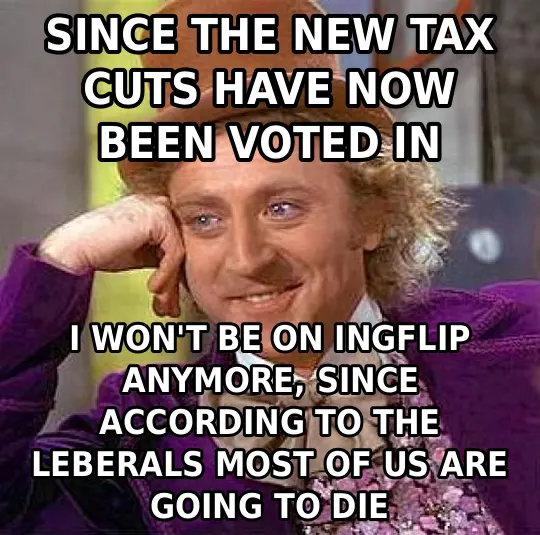 SINCE THE NEW TAX
CUTS HAVE NOW
BEEN VOTED IN
I WON'T BE ON INGFLIP
ANYMORE, SINCE
ACCORDING TO THE
LEBERALS MOST OF US ARE
GOING TO DIE